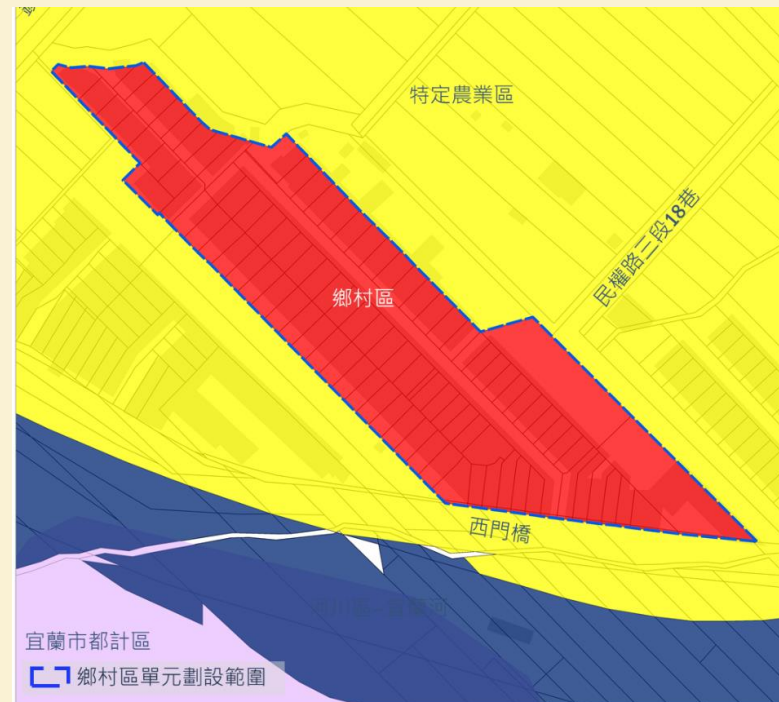 特定農業區
民權路三段18巷
鄉村區
西門橋
宜蘭市都計區
鄉村區單元劃設範圍